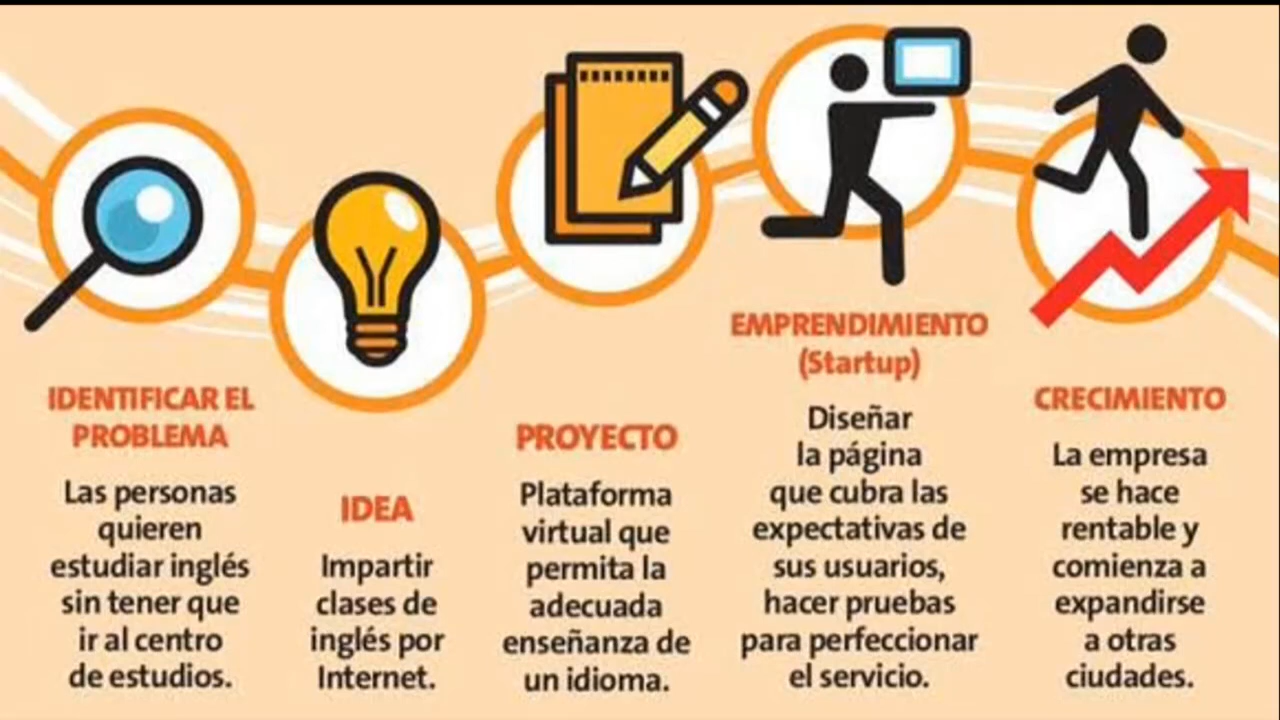 IDENTIFICAR EL
PROBLEMA
Las personas
quieren
estudiar inglés
sin tener que
ir al centro
de estudios.
IDEA
Impartir
clases de
inglés por
Internet.
PROYECTO
Plataforma
virtual que
permita la
adecuada
enseñanza de
un idioma.
EMPRENDIMIENTO
(Startup)
Diseñar
la página
que cubra las
expectativas de
sus usuarios,
hacer pruebas
para perfeccionar
el servicio.
CRECIMIENTO
La empresa
se hace
rentable y
comienza a
expandirse
a otras
ciudades.